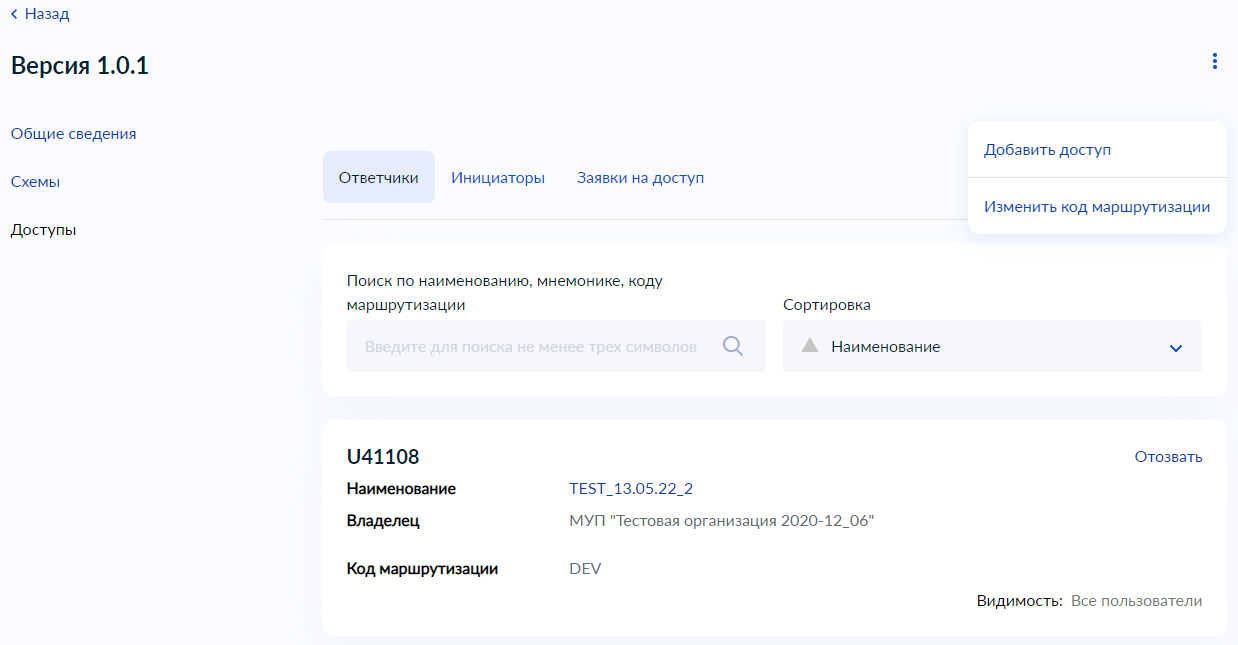 Назад
Версия 1.0.1
Общие сведения
Схемы
Доступы
Ответчики
Инициаторы
Заявки на доступ
Добавить доступ
Изменить код маршрутизации
Поиск по наименованию, мнемонике, коду
маршрутизации
Введите для поиска не менее трех символов
Сортировка
Наименование
U41108
Отозвать
Наименование TEST_13.05.22_2
Владелец МУП "Тестовая организация 2020-12_06"
Код маршрутизации DEV
Видимость: Все пользователи